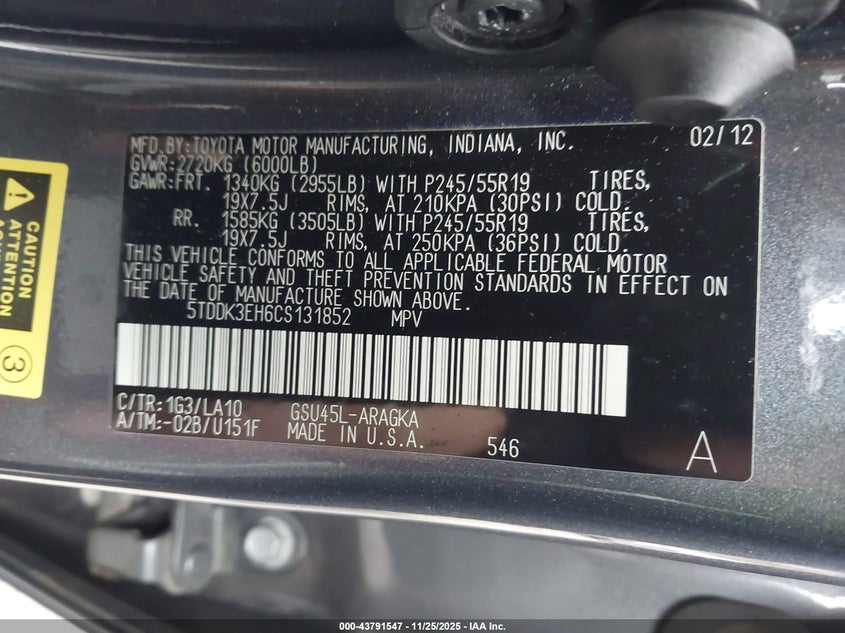 MFD.BY:TOYOTA MOTOR MANUFACTURING, INDIANA, INC. 02/12
GVWR:2720KG (6000LB)
GAWR:FRT. 1340KG (2955LB) WITH P245/55R19 TIRES,
19X7.5J RIMS, AT 210KPA (30PSI) COLD.
RR. 1585KG (3505LB) WITH P245/55R19 TIRES,
19X7.5J RIMS, AT 250KPA (36PSI) COLD.
THIS VEHICLE CONFORMS TO ALL APPLICABLE FEDERAL MOTOR
VEHICLE SAFETY AND THEFT PREVENTION STANDARDS IN EFFECT ON
THE DATE OF MANUFACTURE SHOWN ABOVE.
5TDDK3EH6CS131852 MPV
C/TR:1G3/LA10 GSU45L-ARAGKA
A/TM:-02B/U151F MADE IN U.S.A. 546
A
CAUTION
ATTENTION
3
000-43791547 - 11/25/2025 - IAA Inc.